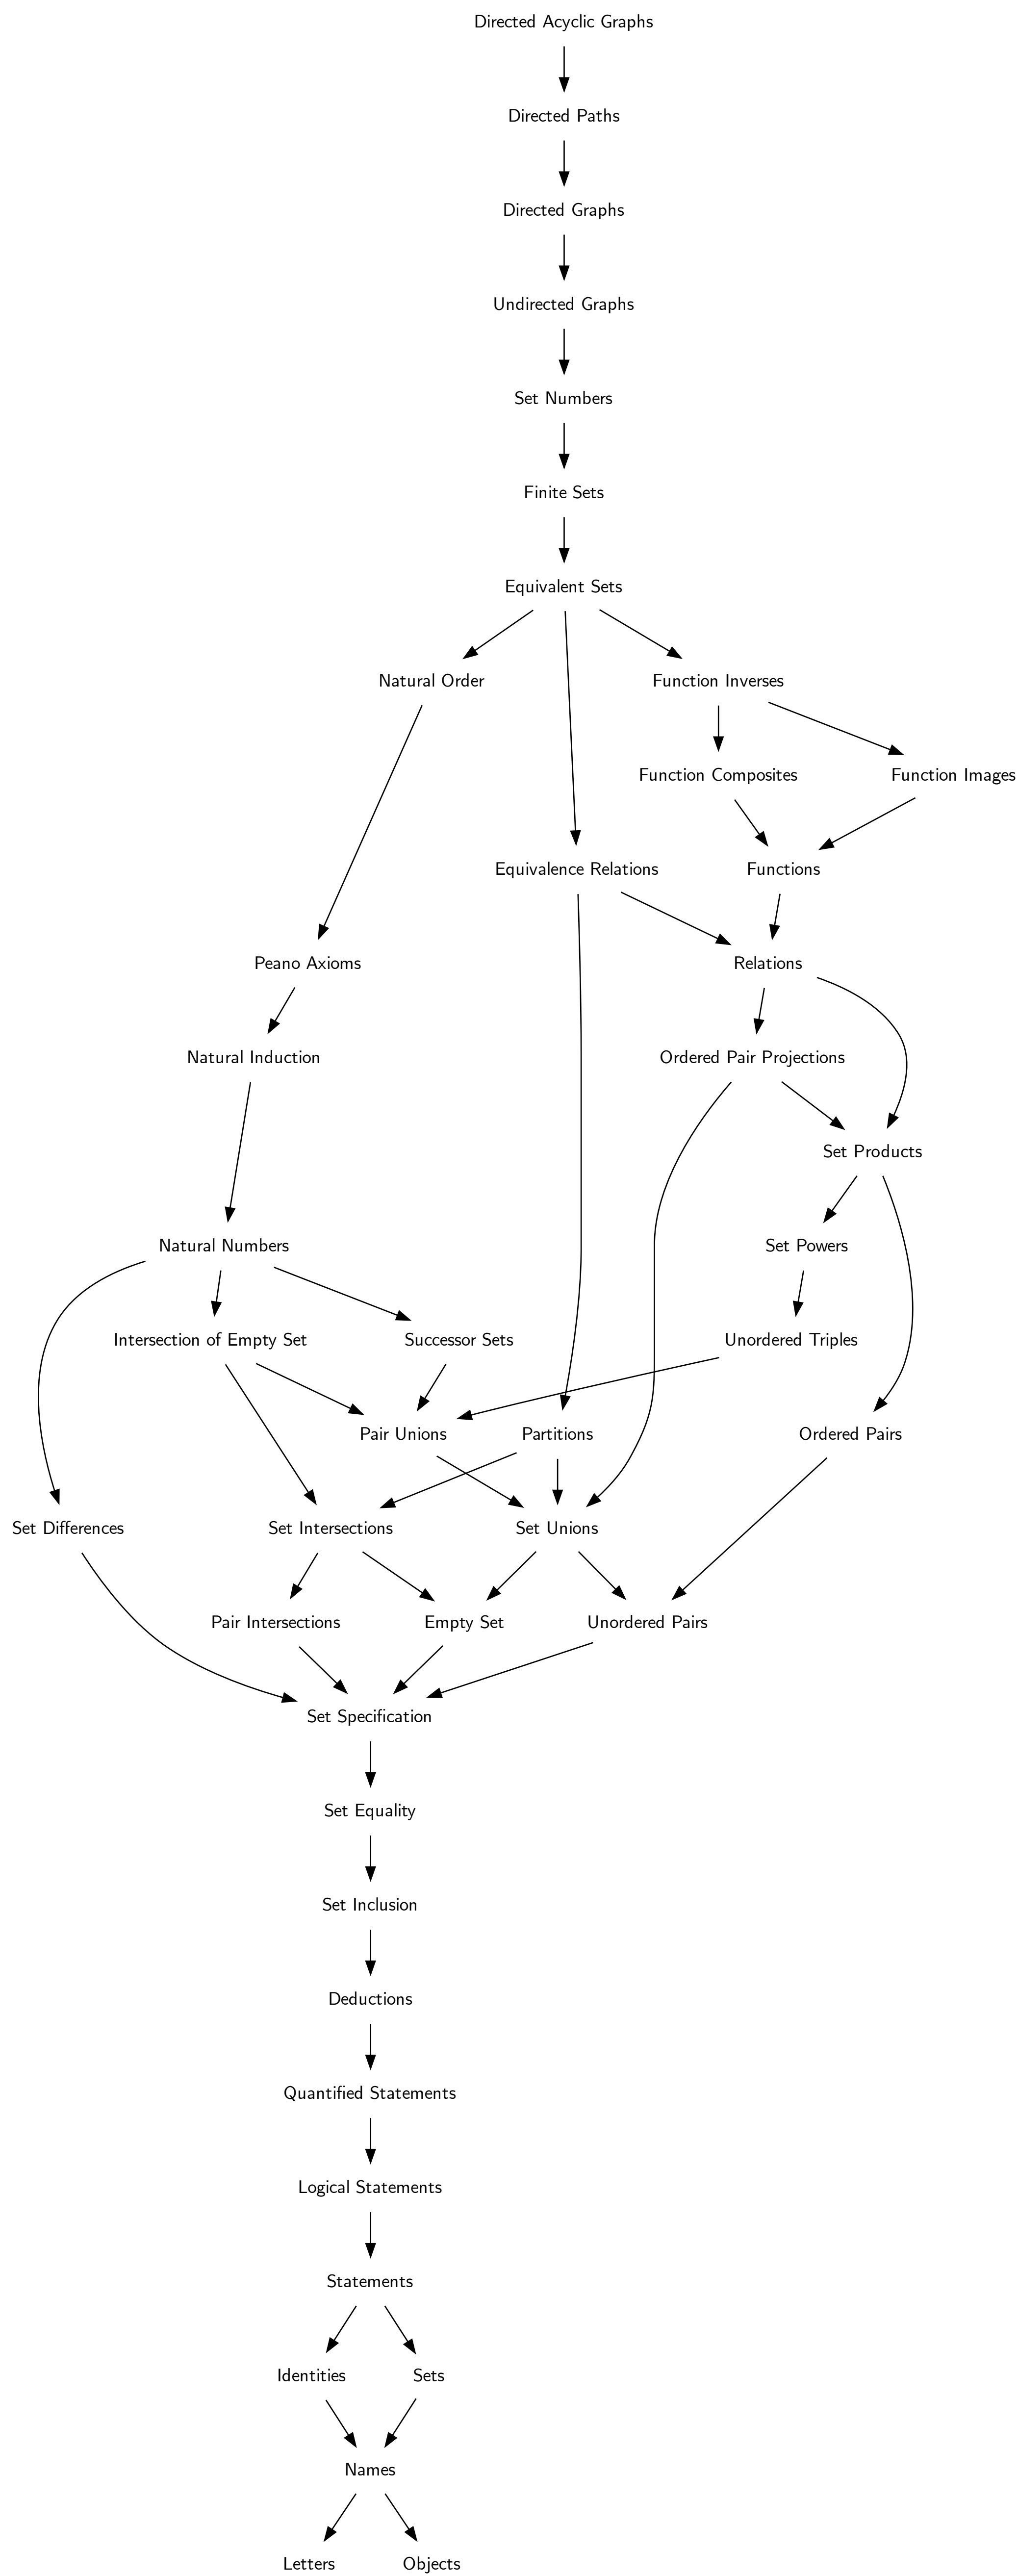 Directed Acyclic Graphs
Directed Paths
Directed Graphs
Undirected Graphs
Set Numbers
Finite Sets
Equivalent Sets
Natural Order
Function Inverses
Function Composites
Function Images
Equivalence Relations
Functions
Peano Axioms
Relations
Natural Induction
Ordered Pair Projections
Set Products
Natural Numbers
Set Powers
Intersection of Empty Set
Successor Sets
Unordered Triples
Pair Unions
Partitions
Ordered Pairs
Set Differences
Set Intersections
Set Unions
Pair Intersections
Empty Set
Unordered Pairs
Set Specification
Set Equality
Set Inclusion
Deductions
Quantified Statements
Logical Statements
Statements
Identities
Sets
Names
Letters
Objects